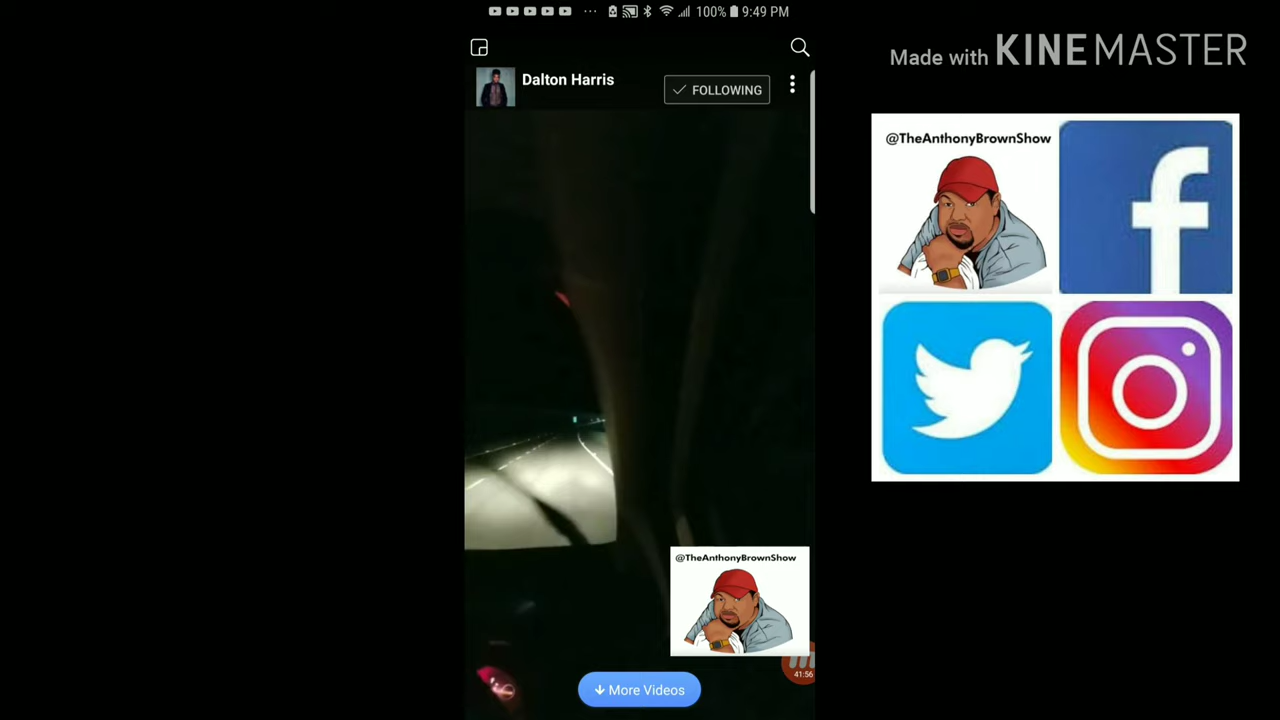 100% 9:49 PM
Made with KINEMASTER
Dalton Harris
FOLLOWING
@TheAnthonyBrownShow
@TheAnthonyBrownShow
41:56
More Videos